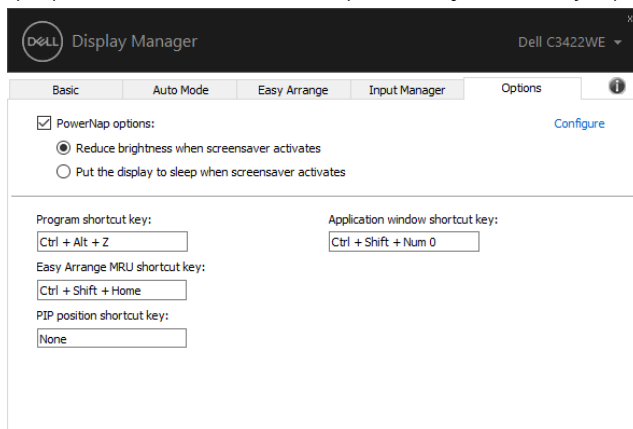 DELL Display Manager Dell C3422WE
Basic Auto Mode Easy Arrange Input Manager Options
PowerNap options: Configure
Reduce brightness when screensaver activates
Put the display to sleep when screensaver activates
Program shortcut key: Application window shortcut key:
Ctrl + Alt + Z Ctrl + Shift + Num 0
Easy Arrange MRU shortcut key:
Ctrl + Shift + Home
PIP position shortcut key:
None